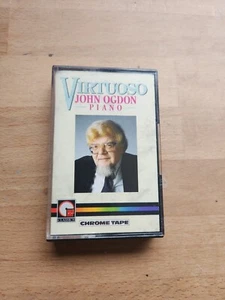 VIRTUOSO
JOHN OGDON
PIANO
CHROME TAPE